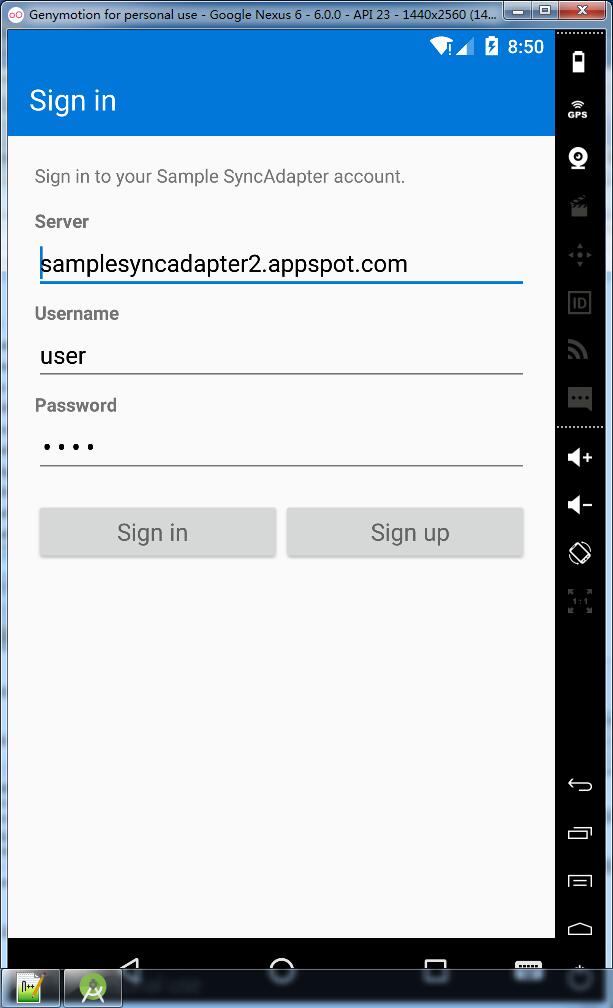 Genymotion for personal use - Google Nexus 6 - 6.0.0 - API 23 - 1440x2560 (14...
8:50
Sign in
GPS
Sign in to your Sample SyncAdapter account.
Server
samplesyncadapter2.appspot.com
ID
Username
user
Password
••••
Sign in
Sign up
1:1
al use
N++